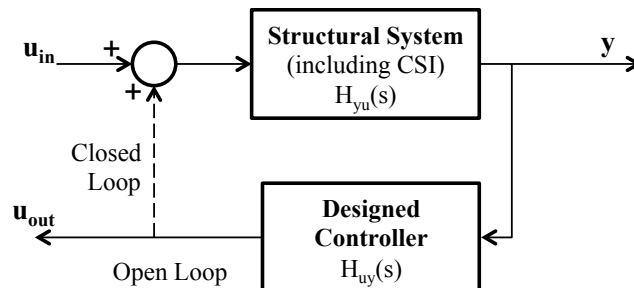 u_in
+
+
Structural System
(including CSI)
H_yu(s)
y
Closed
Loop
u_out
Open Loop
Designed
Controller
H_uy(s)